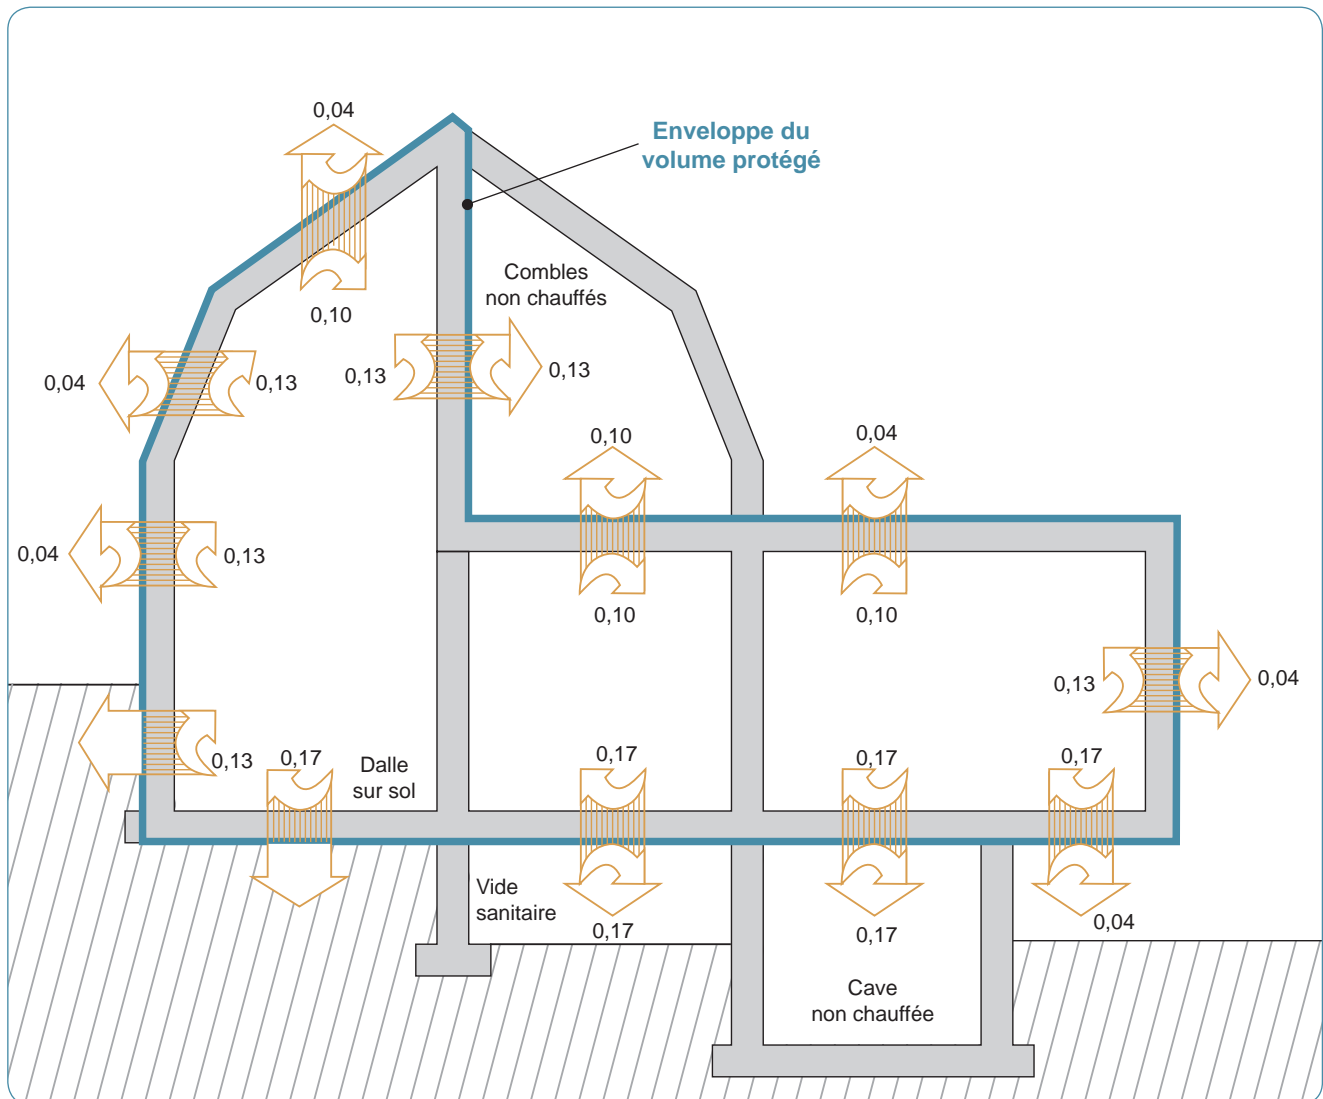 0,04
Enveloppe du
volume protégé
Combles
non chauffés
0,10
0,04
0,13
0,13
0,13
0,10
0,04
0,04
0,13
0,10
0,10
0,13
0,04
0,13
0,17
Dalle
sur sol
0,17
0,17
0,17
Vide
sanitaire
0,17
0,17
0,04
Cave
non chauffée